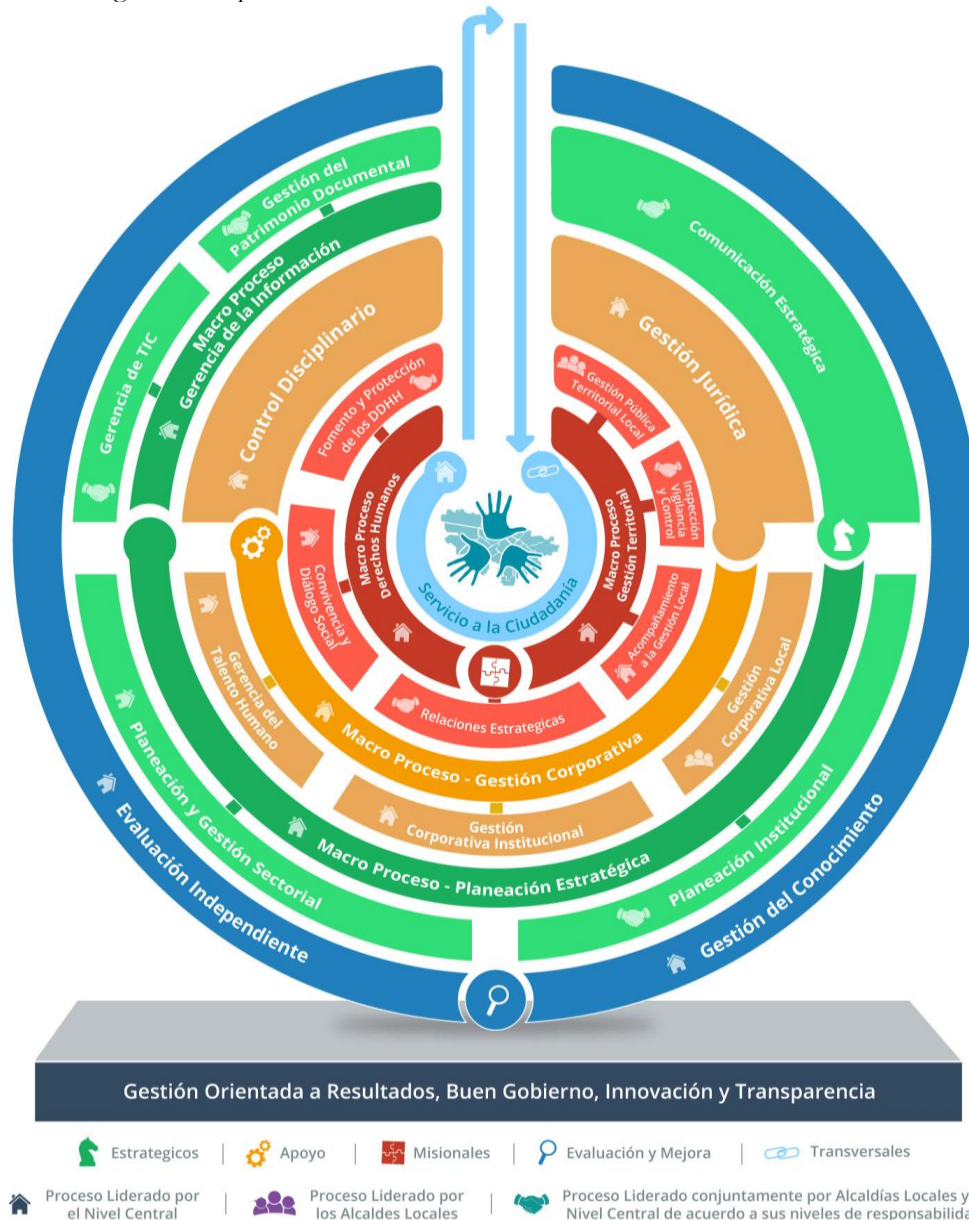 Gestión del
Patrimonio Documental
Macro Proceso
Gerencia de la Información
Gerencia de TIC
Comunicación Estratégica
Control Disciplinario
Gestión Jurídica
Fomento y Protección
de los DDHH
Gestión Pública
Territorial Local
Inspección
Vigilancia
y Control
Macro Proceso
Derechos Humanos
Macro Proceso
Gestión Territorial
Servicio a la Ciudadanía
Convivencia y
Diálogo Social
Acompañamiento
a la Gestión Local
Relaciones Estrategicas
Gerencia del
Talento Humano
Macro Proceso - Gestión Corporativa
Gestión
Corporativa Local
Gestión
Corporativa Institucional
Planeación y Gestión Sectorial
Macro Proceso - Planeación Estratégica
Planeación Institucional
Evaluación Independiente
Gestión del Conocimiento
Gestión Orientada a Resultados, Buen Gobierno, Innovación y Transparencia
Estrategicos | Apoyo | Misionales | Evaluación y Mejora | Transversales
Proceso Liderado por
el Nivel Central
Proceso Liderado por
los Alcaldes Locales
Proceso Liderado conjuntamente por Alcaldías Locales y
Nivel Central de acuerdo a sus niveles de responsabilida